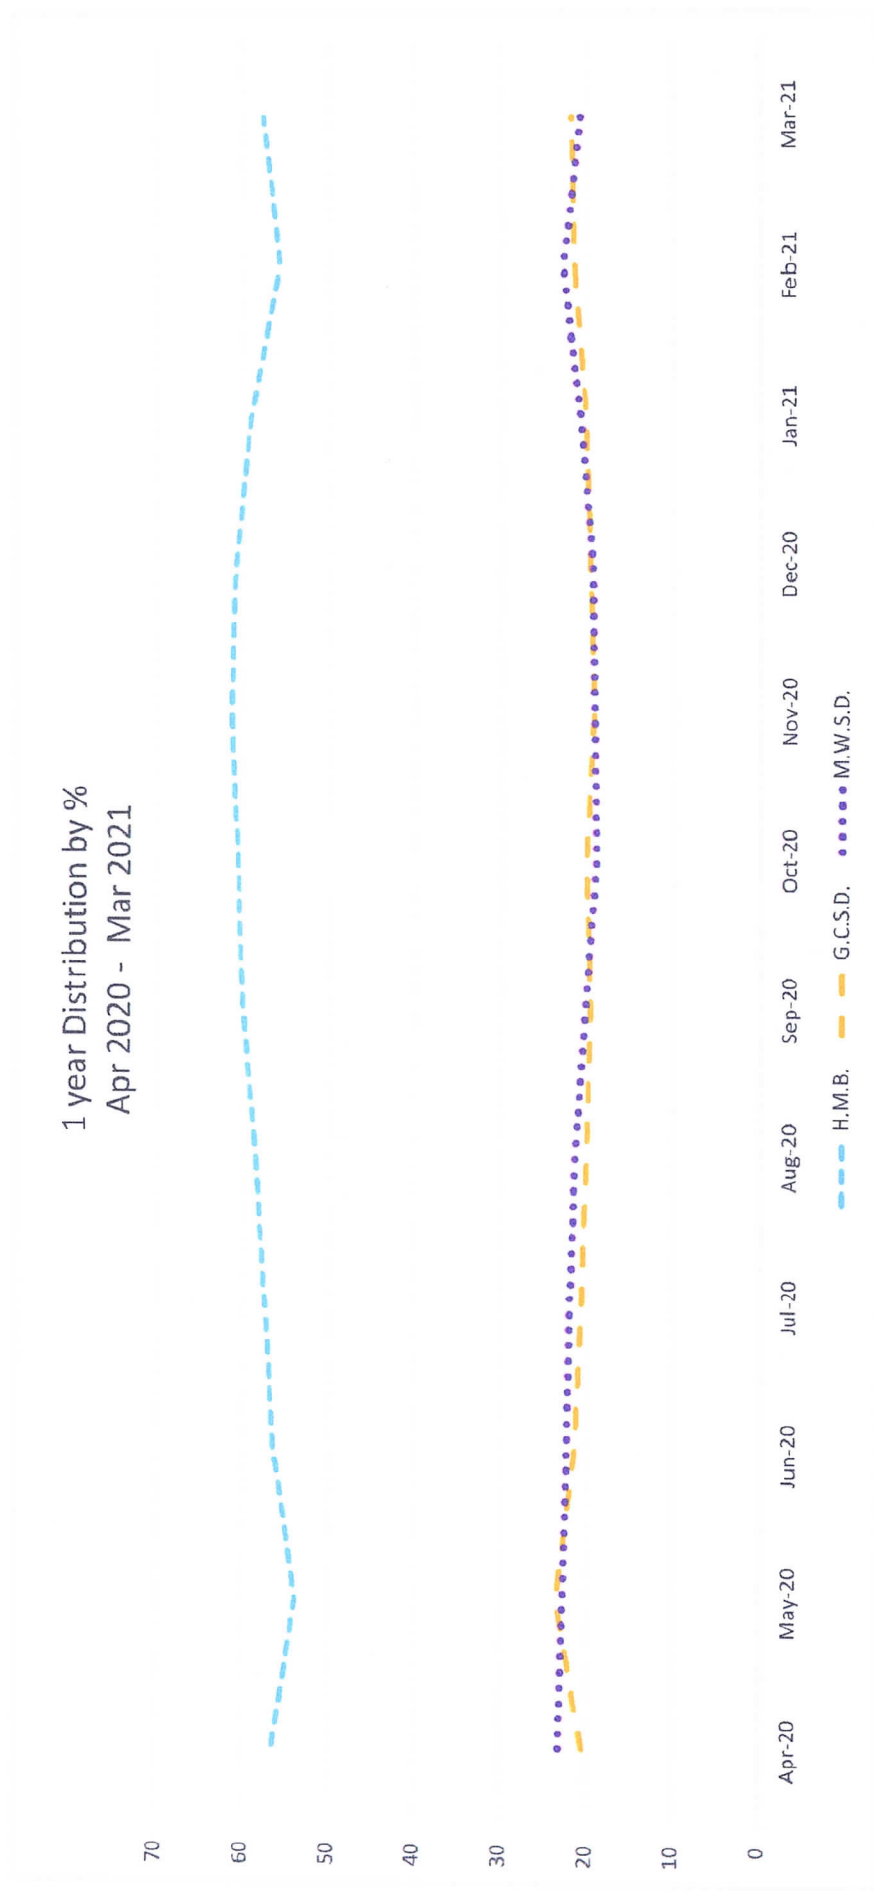 1 year Distribution by %
Apr 2020 - Mar 2021
70
60
50
40
30
20
10
0
Apr-20 May-20 Jun-20 Jul-20 Aug-20 Sep-20 Oct-20 Nov-20 Dec-20 Jan-21 Feb-21 Mar-21
H.M.B. G.C.S.D. M.W.S.D.